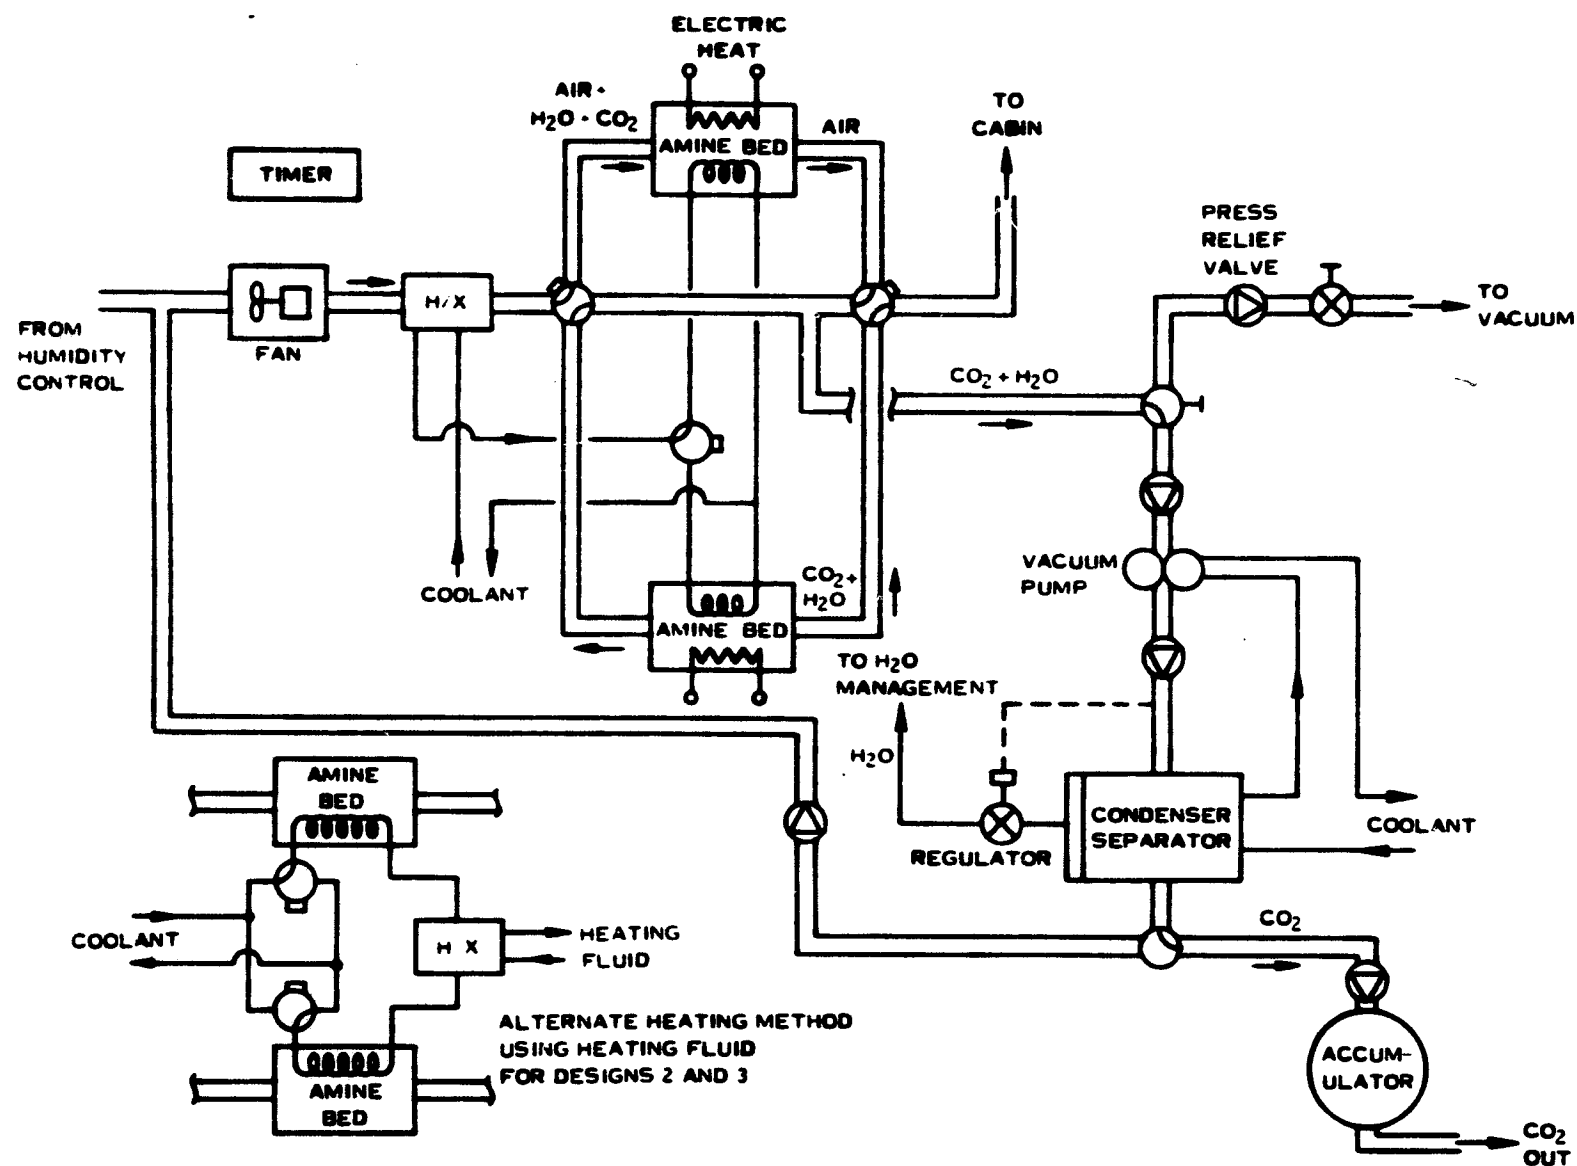 ELECTRIC
HEAT
AIR +
H₂O + CO₂
AIR
TO
CABIN
AMINE BED
TIMER
PRESS
RELIEF
VALVE
TO
VACUUM
H/X
FROM
HUMIDITY
CONTROL
FAN
CO₂ + H₂O
VACUUM
PUMP
COOLANT
CO₂ +
H₂O
AMINE BED
TO H₂O
MANAGEMENT
H₂O
AMINE
BED
CONDENSER
SEPARATOR
COOLANT
REGULATOR
CO₂
COOLANT
H X
HEATING
FLUID
ALTERNATE HEATING METHOD
USING HEATING FLUID
FOR DESIGNS 2 AND 3
AMINE
BED
ACCUM-
ULATOR
CO₂
OUT